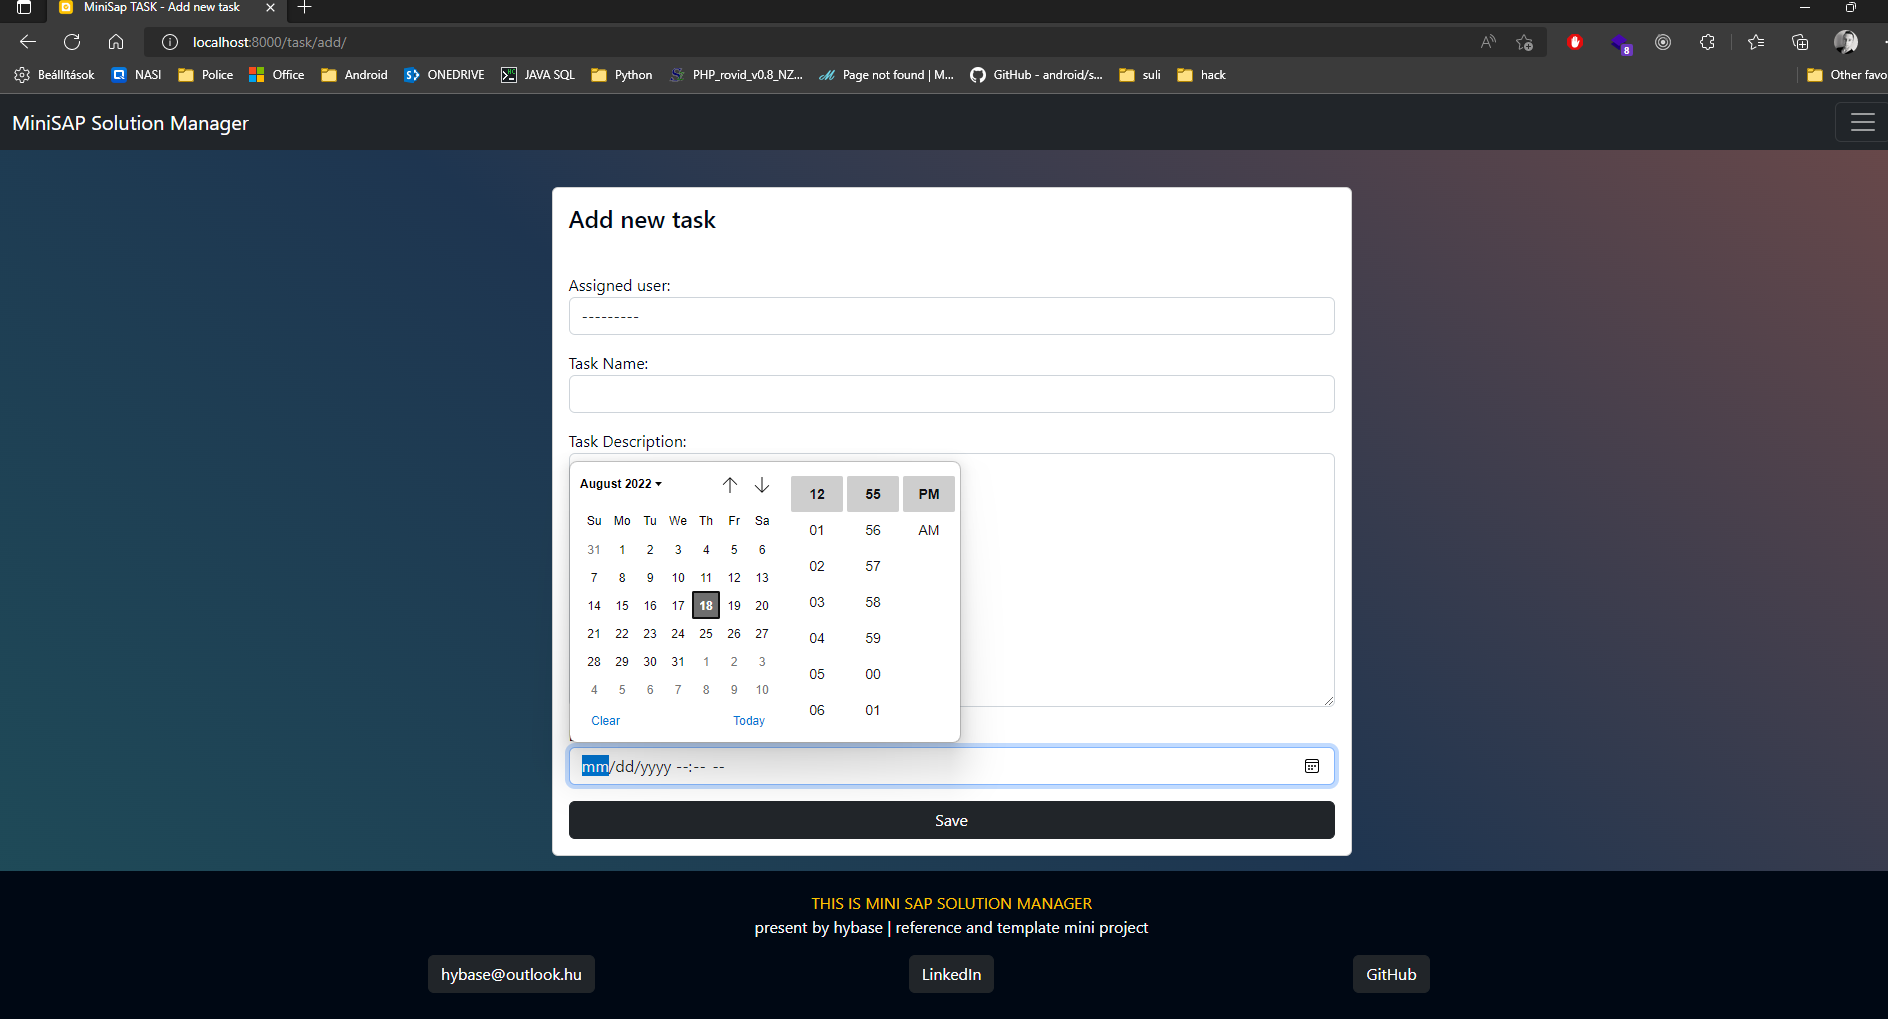 MiniSap TASK - Add new task
localhost:8000/task/add/
8
Beállítások NASI Police Office Android ONEDRIVE JAVA SQL Python PHP_rovid_v0.8_NZ... Page not found | M... GitHub - android/s... suli hack Other favo
MiniSAP Solution Manager
Add new task
Assigned user:
---------
Task Name:
Task Description:
August 2022
12 55 PM
Su Mo Tu We Th Fr Sa
01 56 AM
31 1 2 3 4 5 6
02 57
7 8 9 10 11 12 13
03 58
14 15 16 17 18 19 20
04 59
21 22 23 24 25 26 27
28 29 30 31 1 2 3
05 00
4 5 6 7 8 9 10
06 01
Clear Today
mm/dd/yyyy --:-- --
Save
THIS IS MINI SAP SOLUTION MANAGER
present by hybase | reference and template mini project
hybase@outlook.hu LinkedIn GitHub